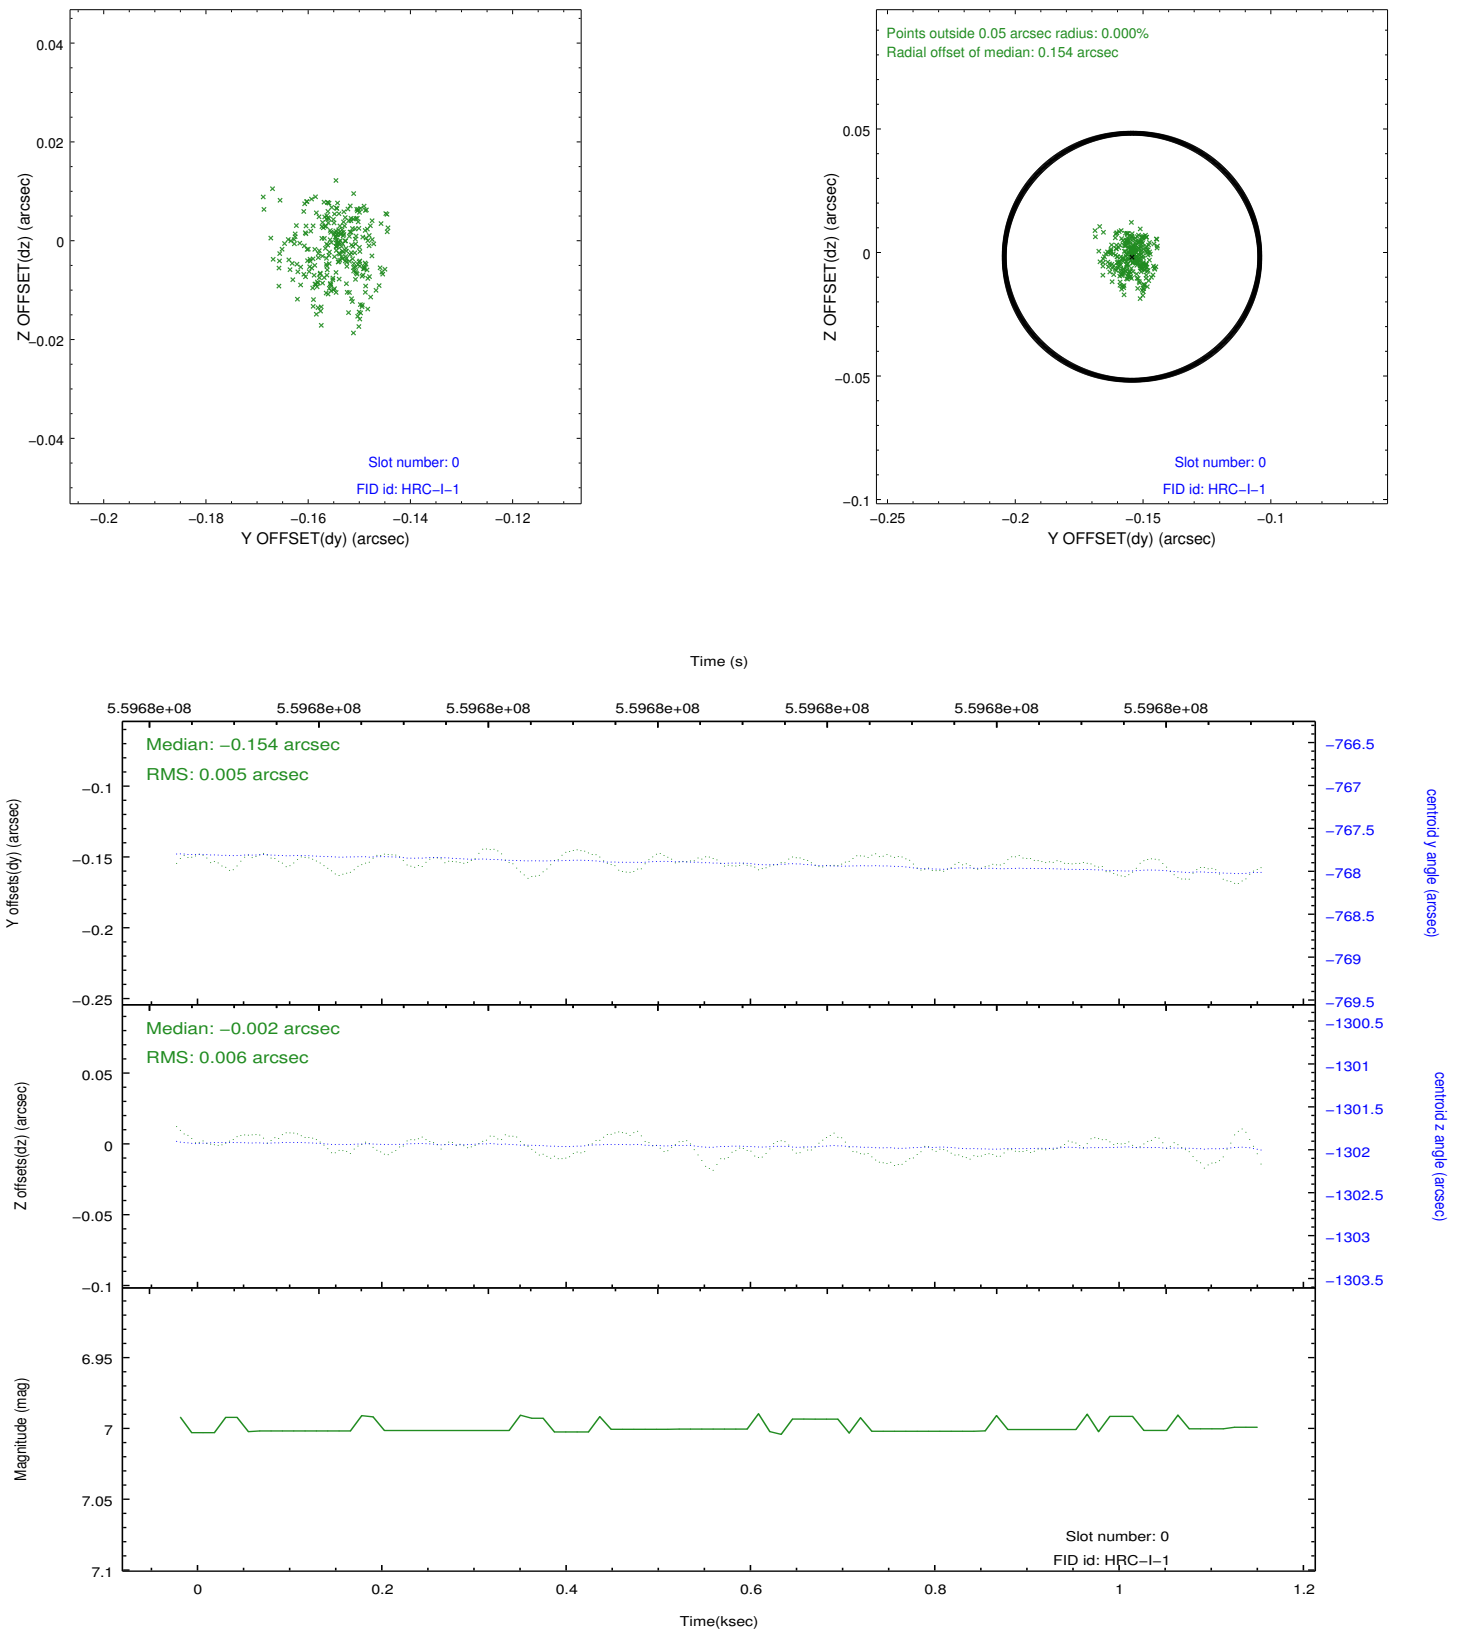 0.04
0.02
0
−0.02
−0.04
Z OFFSET(dz) (arcsec)
Slot number: 0
FID id: HRC−I−1
−0.2
−0.18
−0.16
−0.14
−0.12
Y OFFSET(dy) (arcsec)
Points outside 0.05 arcsec radius: 0.000%
Radial offset of median: 0.154 arcsec
0.05
0
−0.05
−0.1
Z OFFSET(dz) (arcsec)
Slot number: 0
FID id: HRC−I−1
−0.25
−0.2
−0.15
−0.1
Y OFFSET(dy) (arcsec)
Time (s)
5.5968e+08
5.5968e+08
5.5968e+08
5.5968e+08
5.5968e+08
5.5968e+08
5.5968e+08
Median: −0.154 arcsec
RMS: 0.005 arcsec
−0.1
−0.15
−0.2
−0.25
Y offsets(dy) (arcsec)
−766.5
−767
−767.5
−768
−768.5
−769
−769.5
centroid y angle (arcsec)
Median: −0.002 arcsec
RMS: 0.006 arcsec
0.05
0
−0.05
−0.1
Z offsets(dz) (arcsec)
−1300.5
−1301
−1301.5
−1302
−1302.5
−1303
−1303.5
centroid z angle (arcsec)
6.95
7
7.05
7.1
Magnitude (mag)
Slot number: 0
FID id: HRC−I−1
0
0.2
0.4
0.6
0.8
1
1.2
Time(ksec)